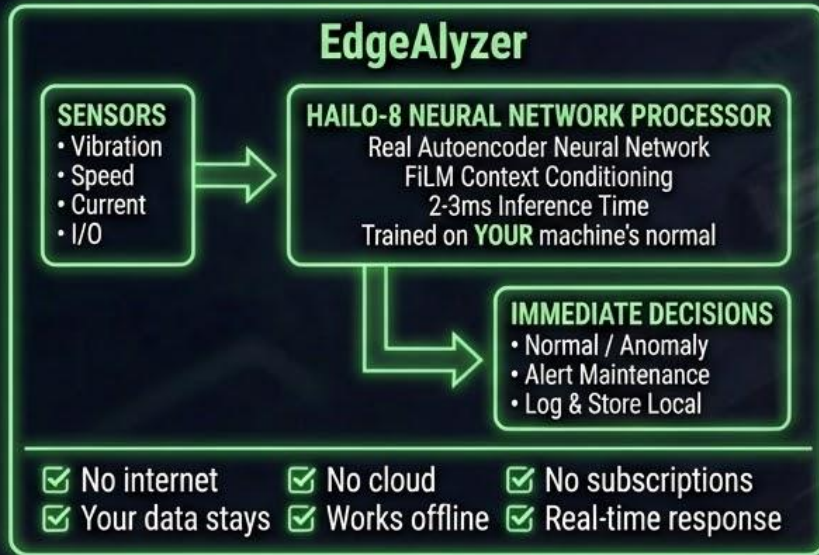 EdgeAlyzer
SENSORS
• Vibration
• Speed
• Current
• I/O
HAILO-8 NEURAL NETWORK PROCESSOR
Real Autoencoder Neural Network
FiLM Context Conditioning
2-3ms Inference Time
Trained on YOUR machine's normal
IMMEDIATE DECISIONS
• Normal / Anomaly
• Alert Maintenance
• Log & Store Local
No internet
No cloud
No subscriptions
Your data stays
Works offline
Real-time response